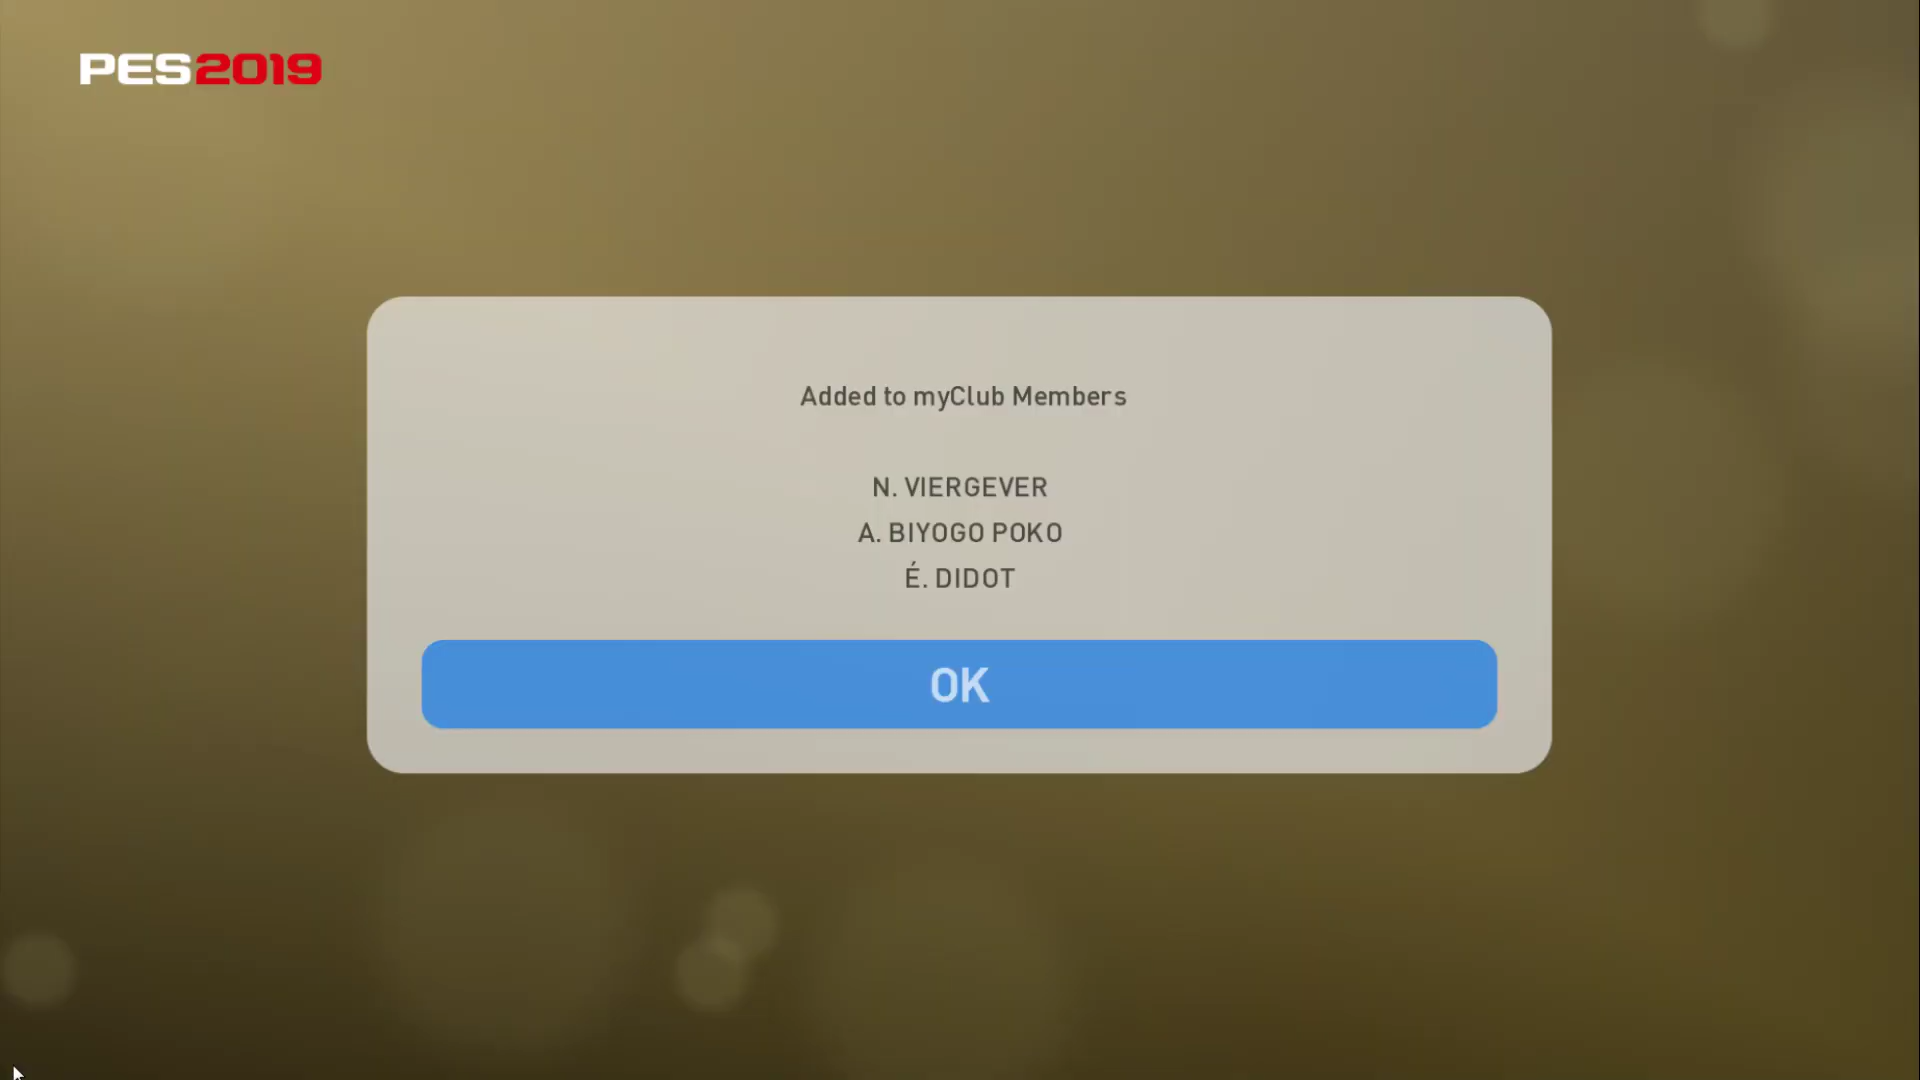 PES2019
Added to myClub Members
N. VIERGEVER
A. BIYOGO POKO
É. DIDOT
OK